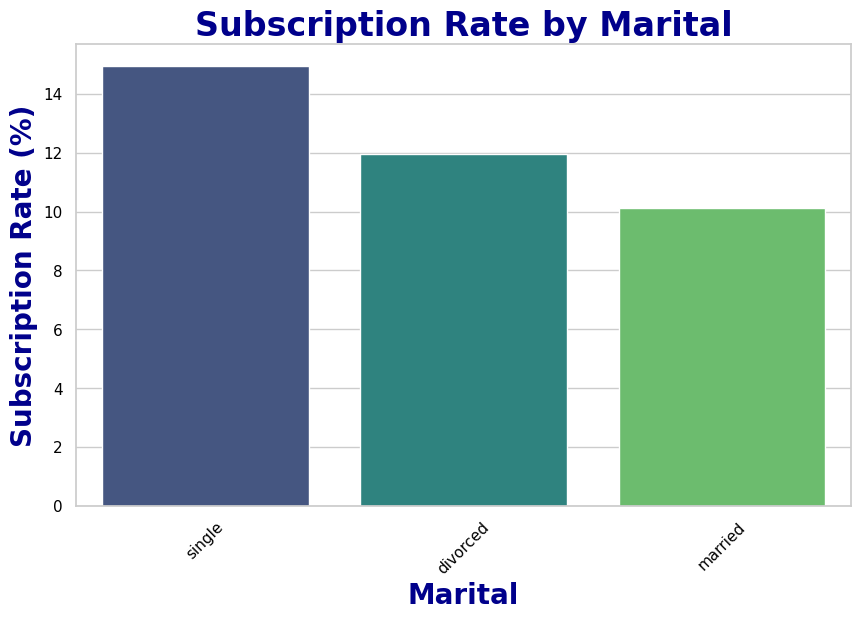 Subscription Rate by Marital
Subscription Rate (%)
14
12
10
8
6
4
2
0
single
divorced
married
Marital